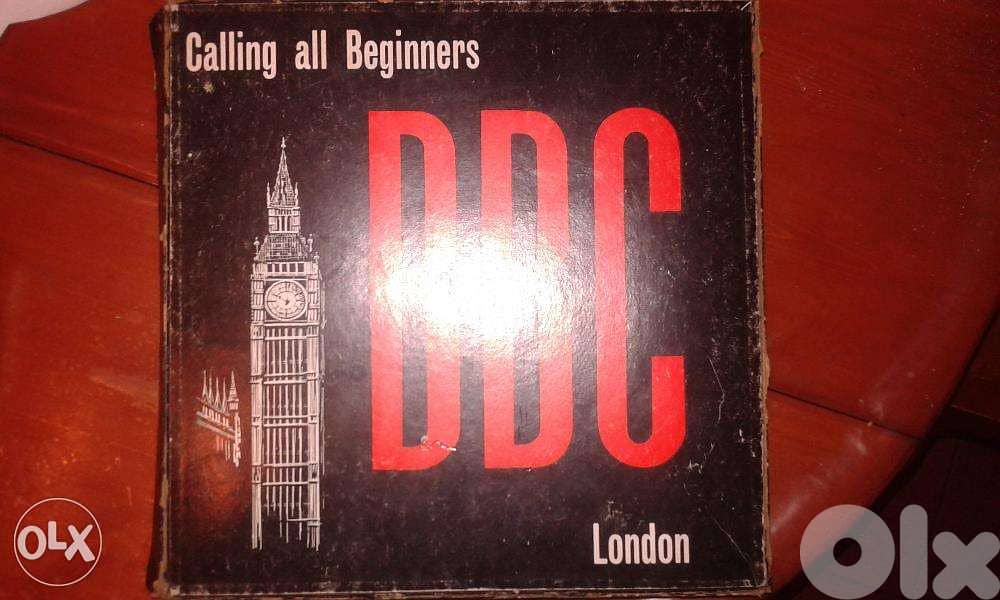 Calling all Beginners
BBC
London
OLX
Olx